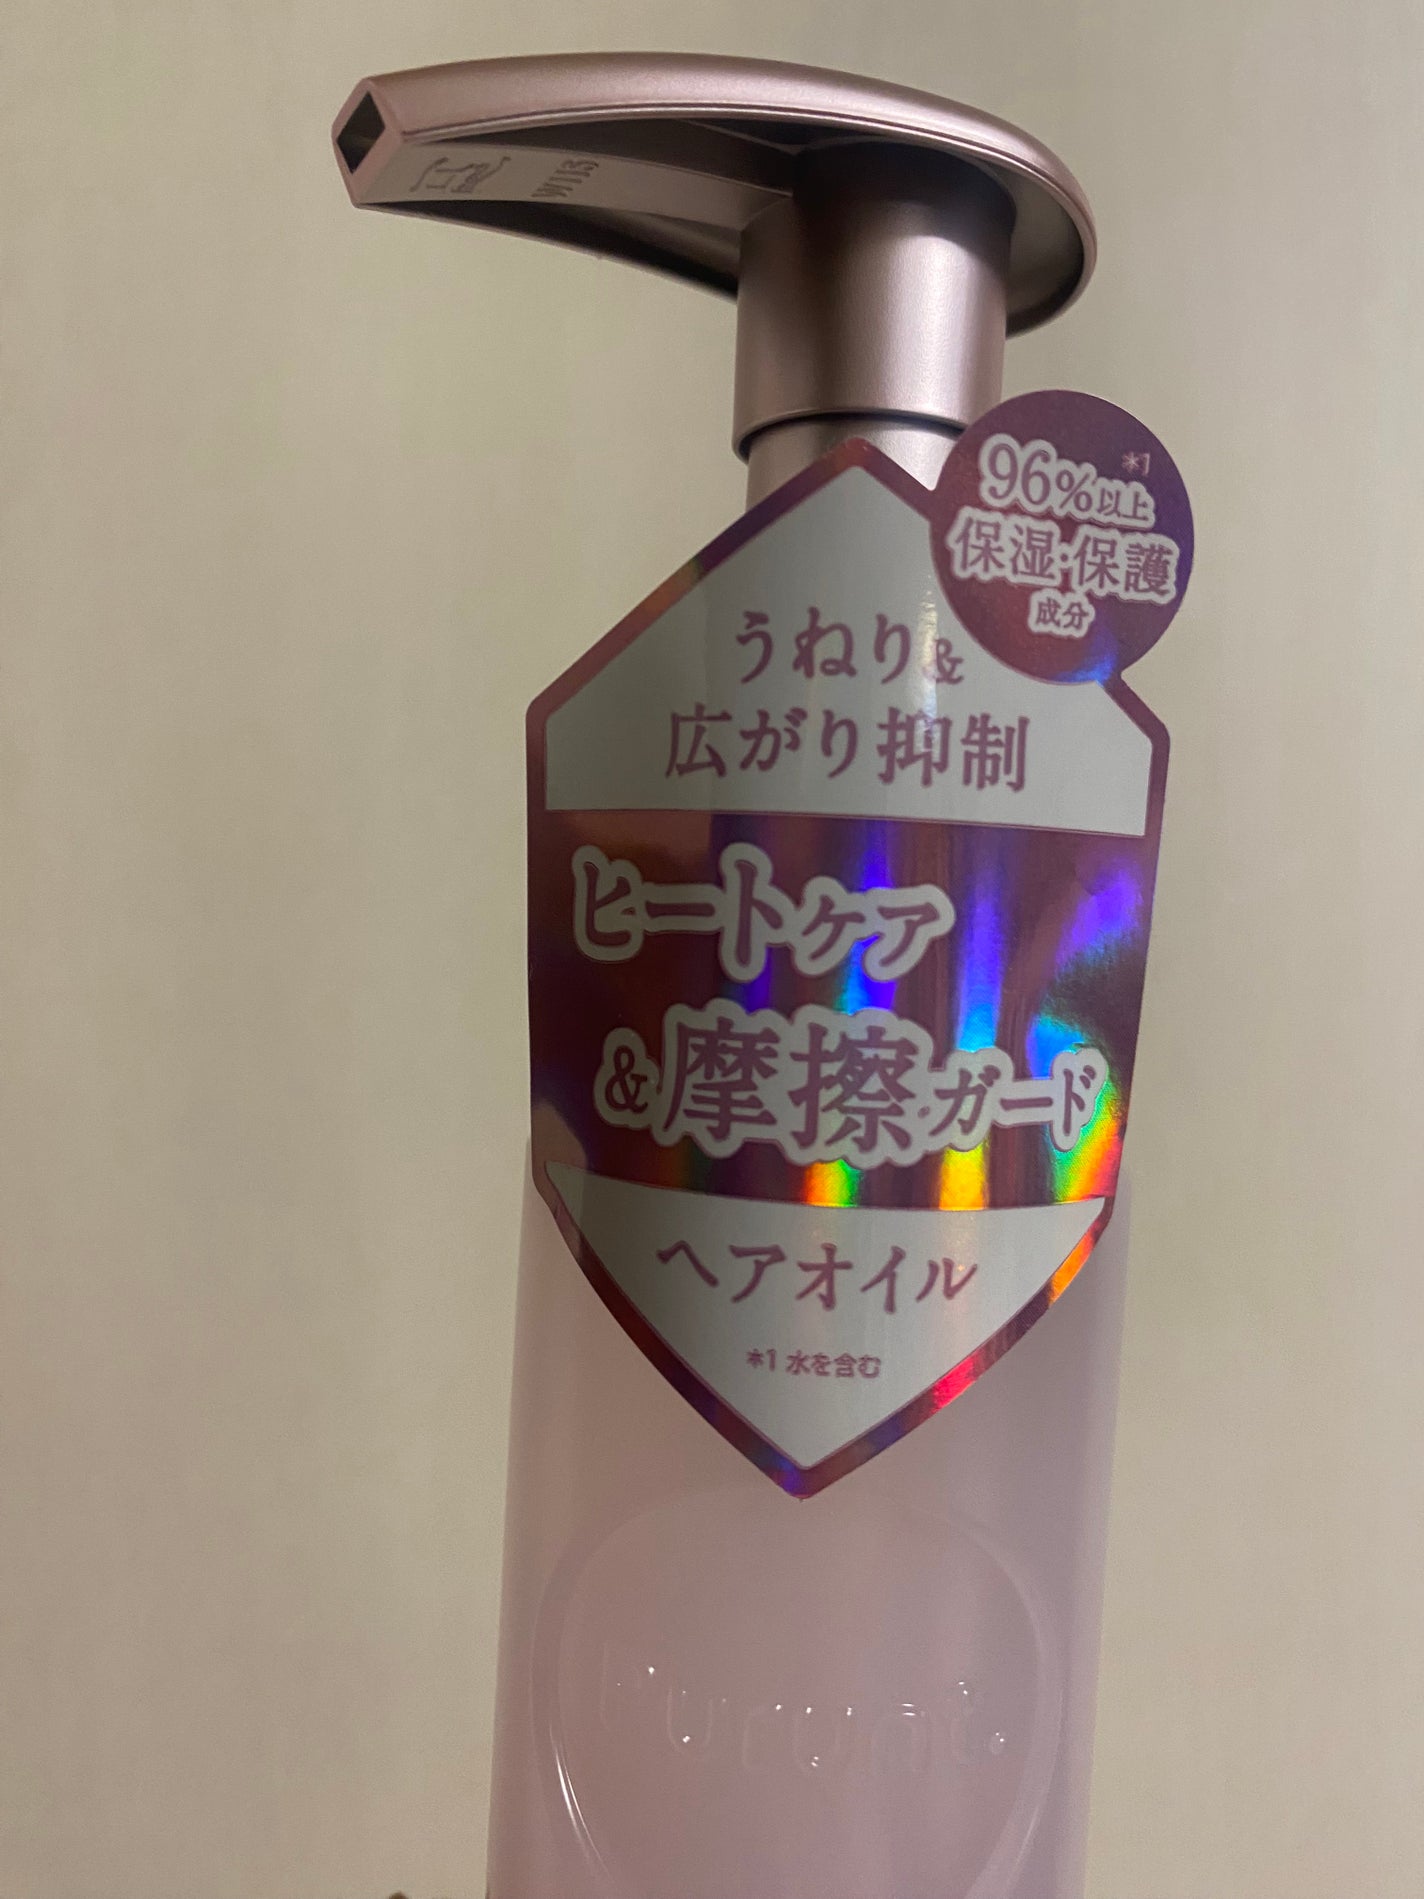 W113
96%以上*1
保湿・保護
成分
うねり&
広がり抑制
ヒートケア
&摩擦ガード
ヘアオイル
*1 水を含む
Purunt.